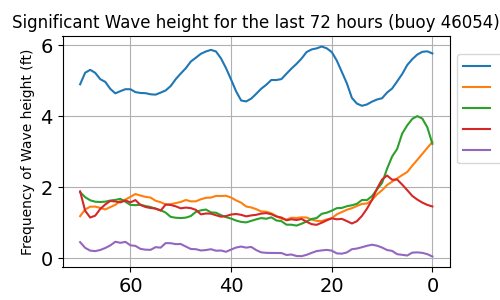 Significant Wave height for the last 72 hours (buoy 46054)
Frequency of Wave height (ft)
6
4
2
0
60 40 20 0